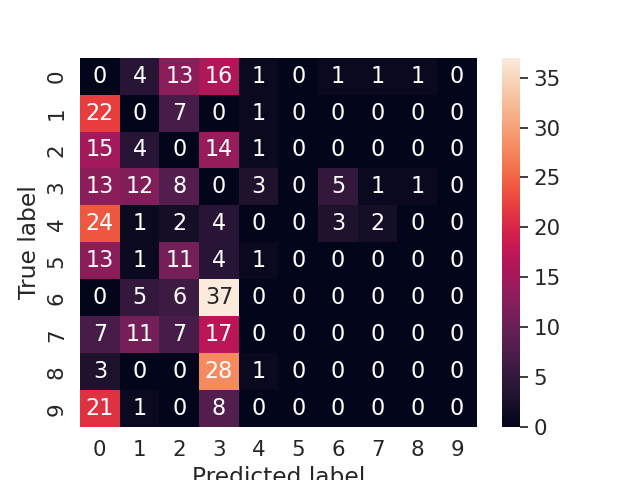 0 0 4 13 16 1 0 1 1 1 0
1 22 0 7 0 1 0 0 0 0 0
2 15 4 0 14 1 0 0 0 0 0
3 13 12 8 0 3 0 5 1 1 0
4 24 1 2 4 0 0 3 2 0 0
5 13 1 11 4 1 0 0 0 0 0
6 0 5 6 37 0 0 0 0 0 0
7 7 11 7 17 0 0 0 0 0 0
8 3 0 0 28 1 0 0 0 0 0
9 21 1 0 8 0 0 0 0 0 0
0 1 2 3 4 5 6 7 8 9
True label
Predicted label
35
30
25
20
15
10
5
0